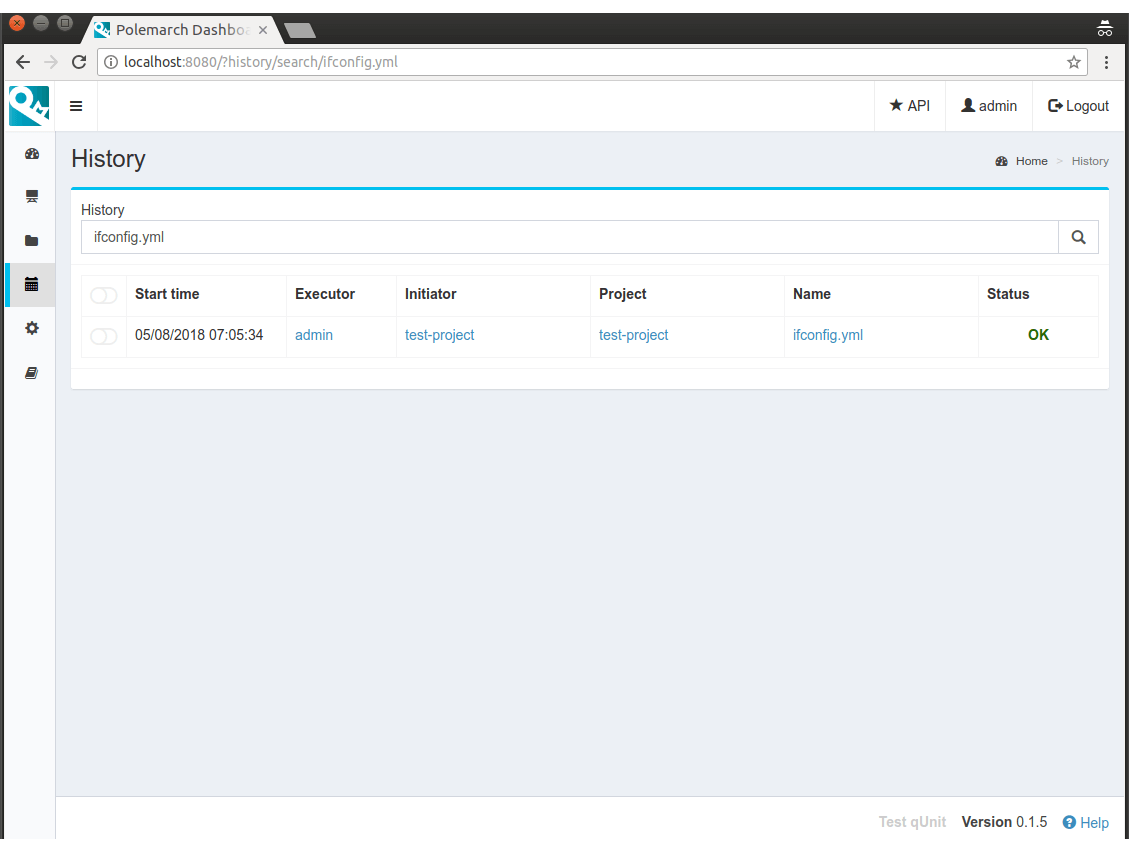 Polemarch Dashboa
localhost:8080/?history/search/ifconfig.yml
API admin Logout
History
Home > History
History
ifconfig.yml
Start time Executor Initiator Project Name Status
05/08/2018 07:05:34 admin test-project test-project ifconfig.yml OK
Test qUnit Version 0.1.5 Help